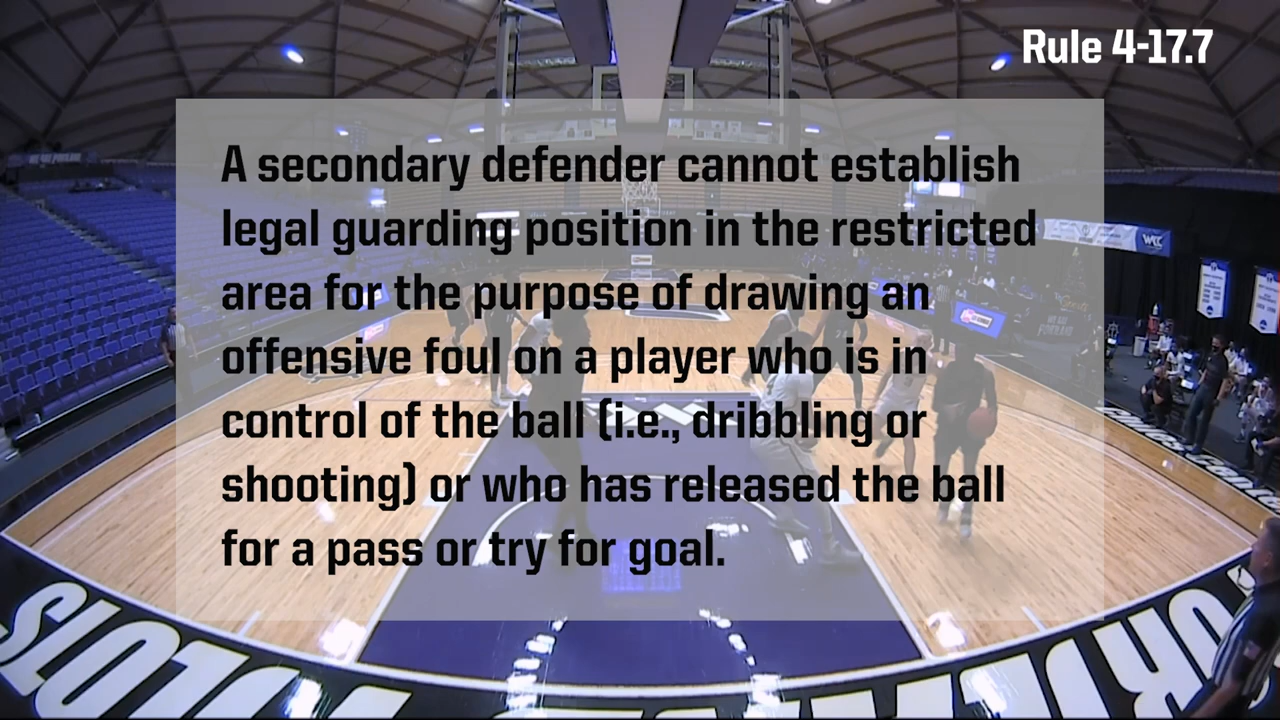 Rule 4-17.7
A secondary defender cannot establish
legal guarding position in the restricted
area for the purpose of drawing an
offensive foul on a player who is in
control of the ball (i.e., dribbling or
shooting) or who has released the ball
for a pass or try for goal.
WCC
PILOTS